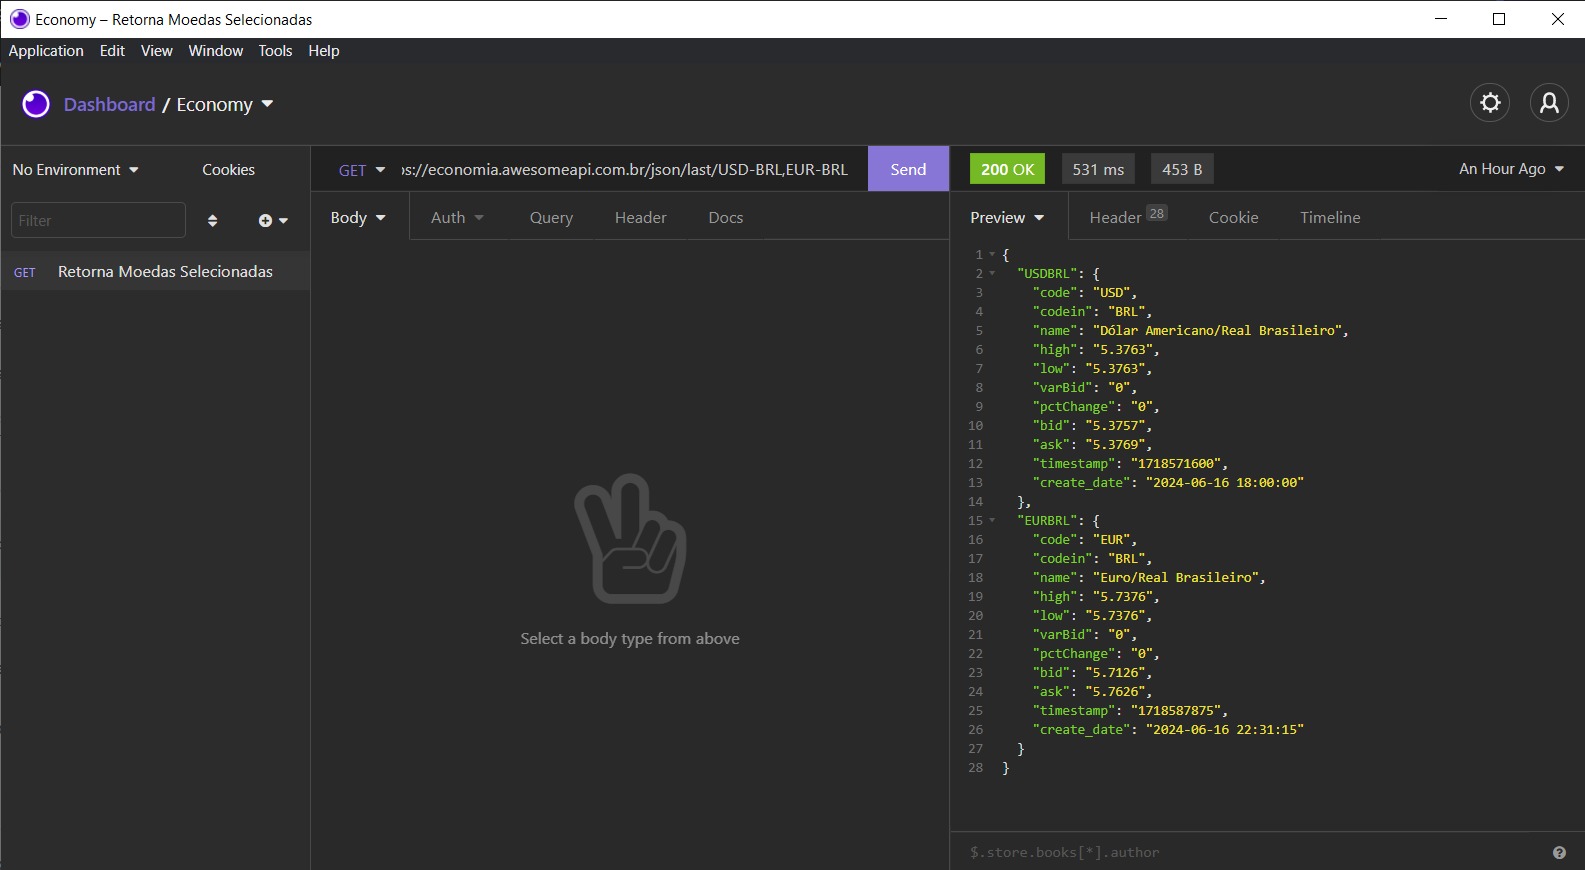 Economy – Retorna Moedas Selecionadas
Application Edit View Window Tools Help
Dashboard / Economy
No Environment Cookies
GET ps://economia.awesomeapi.com.br/json/last/USD-BRL,EUR-BRL Send
200 OK 531 ms 453 B An Hour Ago
Filter
Body Auth Query Header Docs
Preview Header 28 Cookie Timeline
GET Retorna Moedas Selecionadas
Select a body type from above
1 {
2 "USDBRL": {
3 "code": "USD",
4 "codein": "BRL",
5 "name": "Dólar Americano/Real Brasileiro",
6 "high": "5.3763",
7 "low": "5.3763",
8 "varBid": "0",
9 "pctChange": "0",
10 "bid": "5.3757",
11 "ask": "5.3769",
12 "timestamp": "1718571600",
13 "create_date": "2024-06-16 18:00:00"
14 },
15 "EURBRL": {
16 "code": "EUR",
17 "codein": "BRL",
18 "name": "Euro/Real Brasileiro",
19 "high": "5.7376",
20 "low": "5.7376",
21 "varBid": "0",
22 "pctChange": "0",
23 "bid": "5.7126",
24 "ask": "5.7626",
25 "timestamp": "1718587875",
26 "create_date": "2024-06-16 22:31:15"
27 }
28 }
$.store.books[*].author